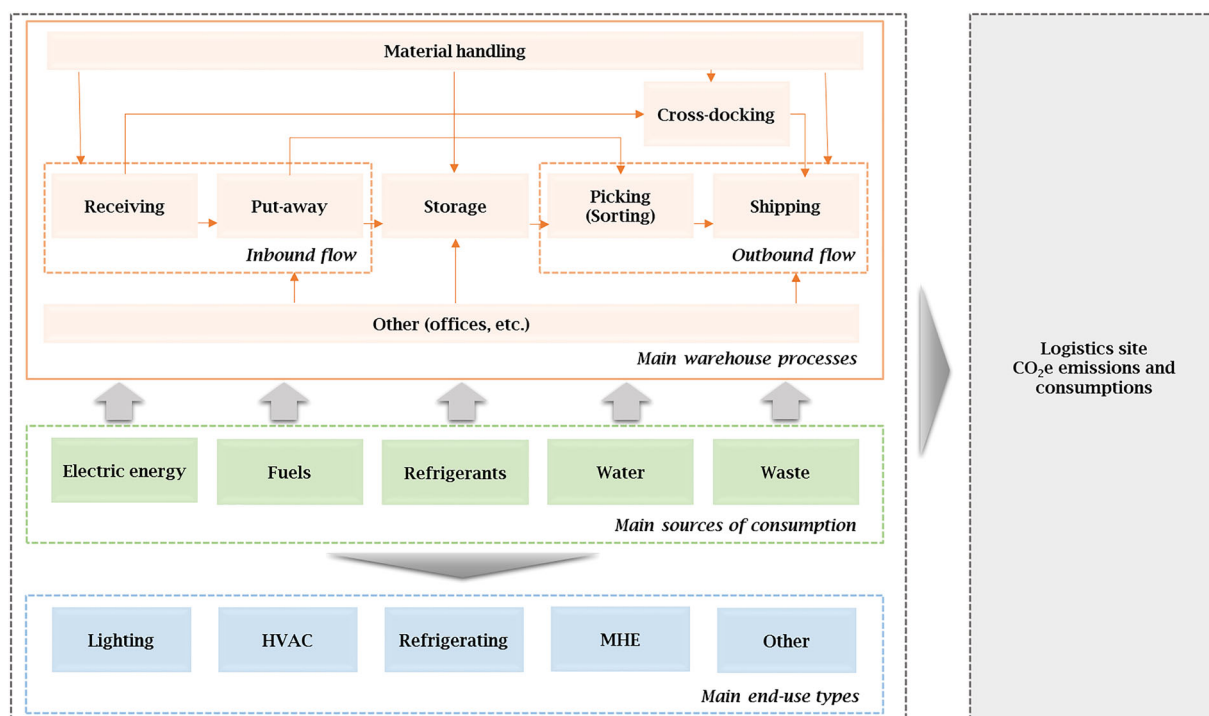 Material handling
Cross-docking
Receiving
Put-away
Storage
Picking
(Sorting)
Shipping
Inbound flow
Outbound flow
Other (offices, etc.)
Main warehouse processes
Electric energy
Fuels
Refrigerants
Water
Waste
Main sources of consumption
Lighting
HVAC
Refrigerating
MHE
Other
Main end-use types
Logistics site
CO₂e emissions and
consumptions